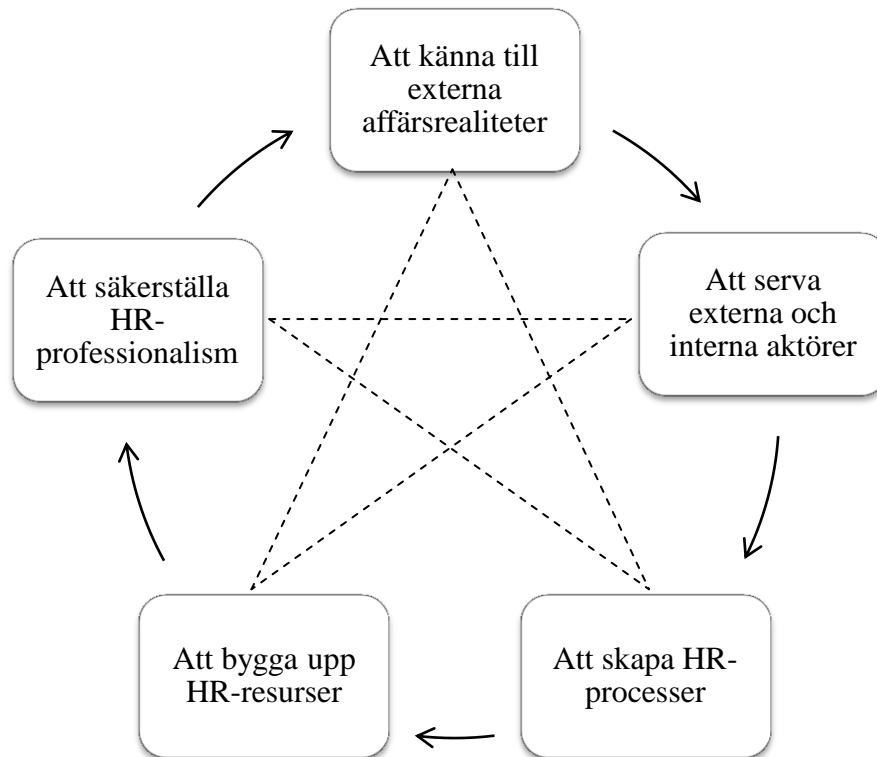 Att känna till
externa
affärsrealiteter
Att serva
externa och
interna aktörer
Att skapa HR-
processer
Att bygga upp
HR-resurser
Att säkerställa
HR-
professionalism